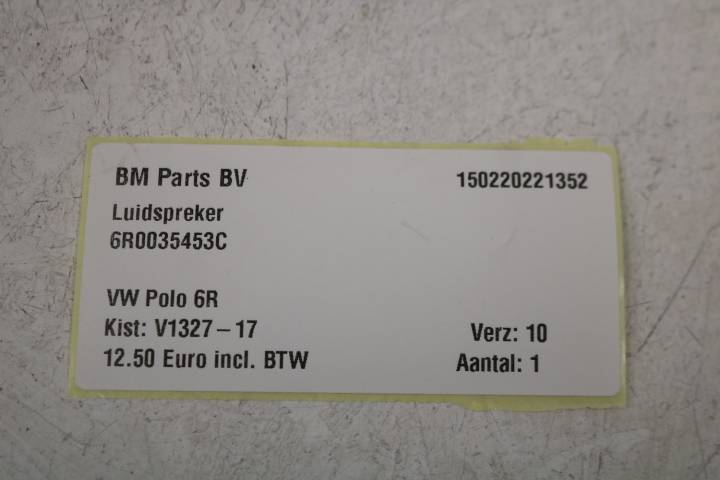 BM Parts BV 150220221352
Luidspreker
6R0035453C
VW Polo 6R
Kist: V1327-17 Verz: 10
12.50 Euro incl. BTW Aantal: 1